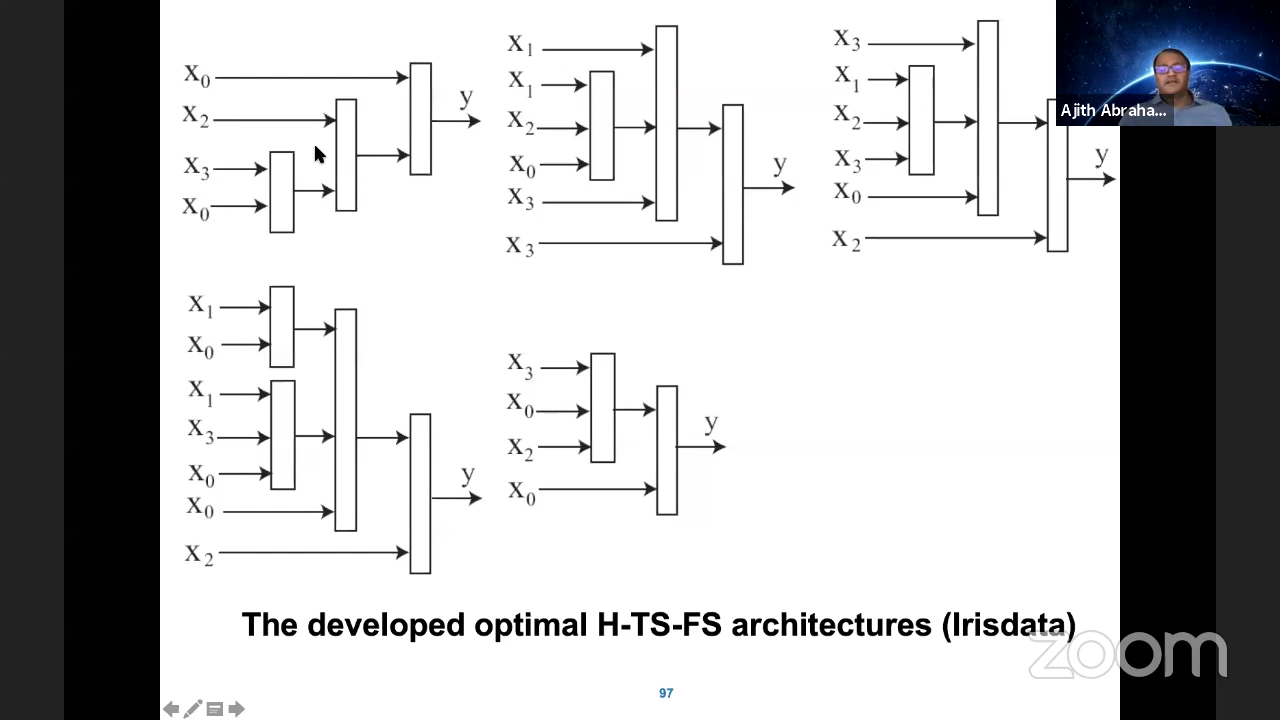 X0
X2
X3
X0
y
X1
X1
X2
X0
X3
X3
y
X3
X1
X2
X3
X0
X2
y
Ajith Abraha...
X1
X0
X1
X3
X0
X0
X2
y
X3
X0
X2
X0
y
The developed optimal H-TS-FS architectures (Irisdata)
zoom
97